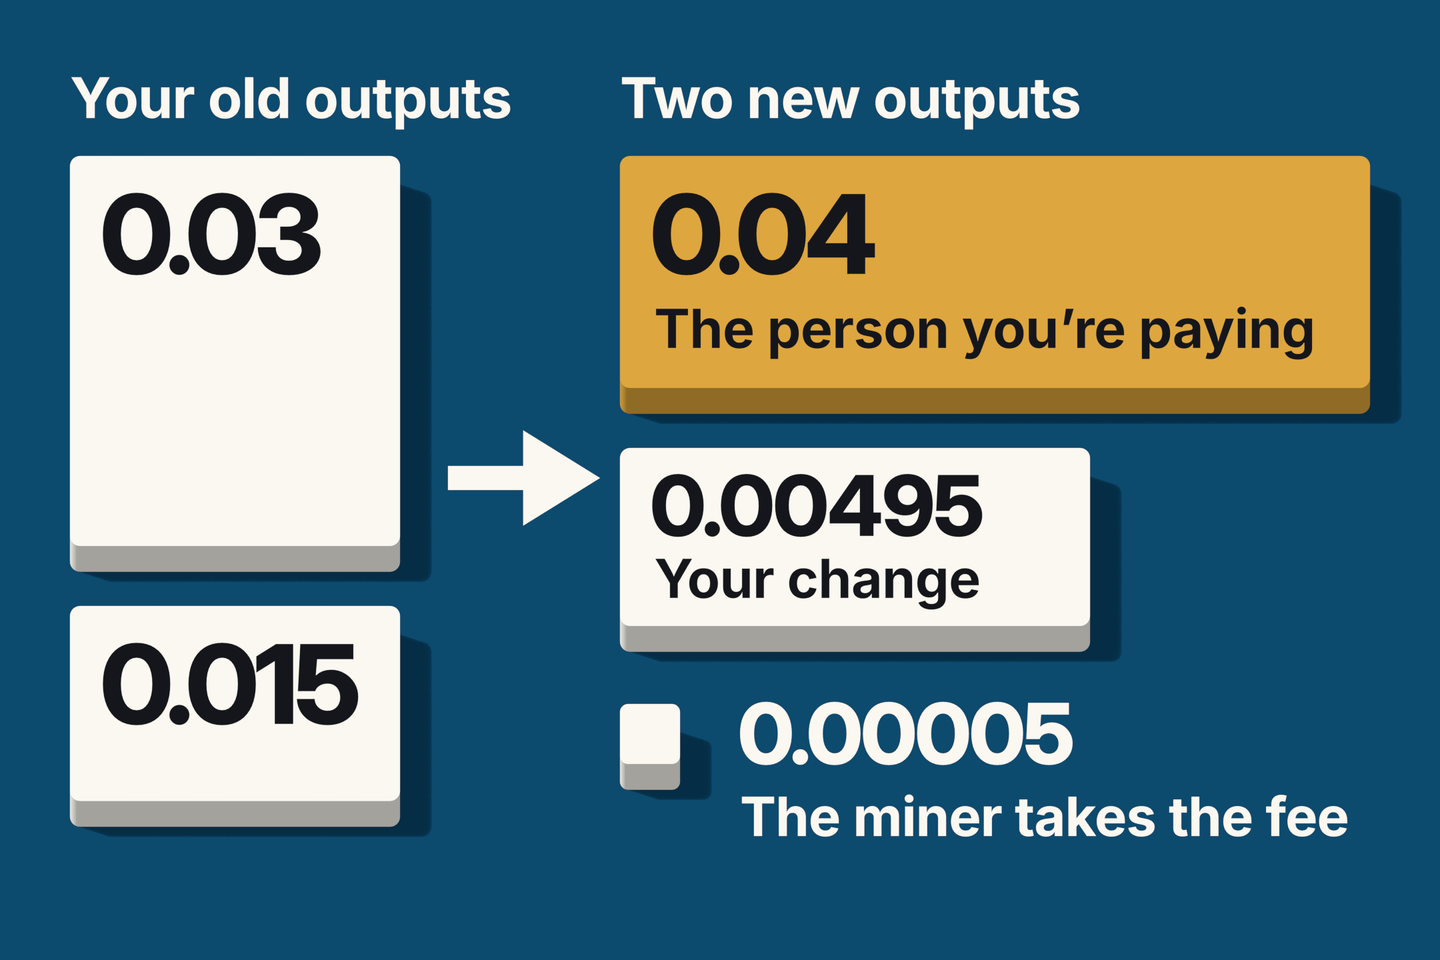 Your old outputs
0.03
0.015
Two new outputs
0.04
The person you’re paying
0.00495
Your change
0.00005
The miner takes the fee